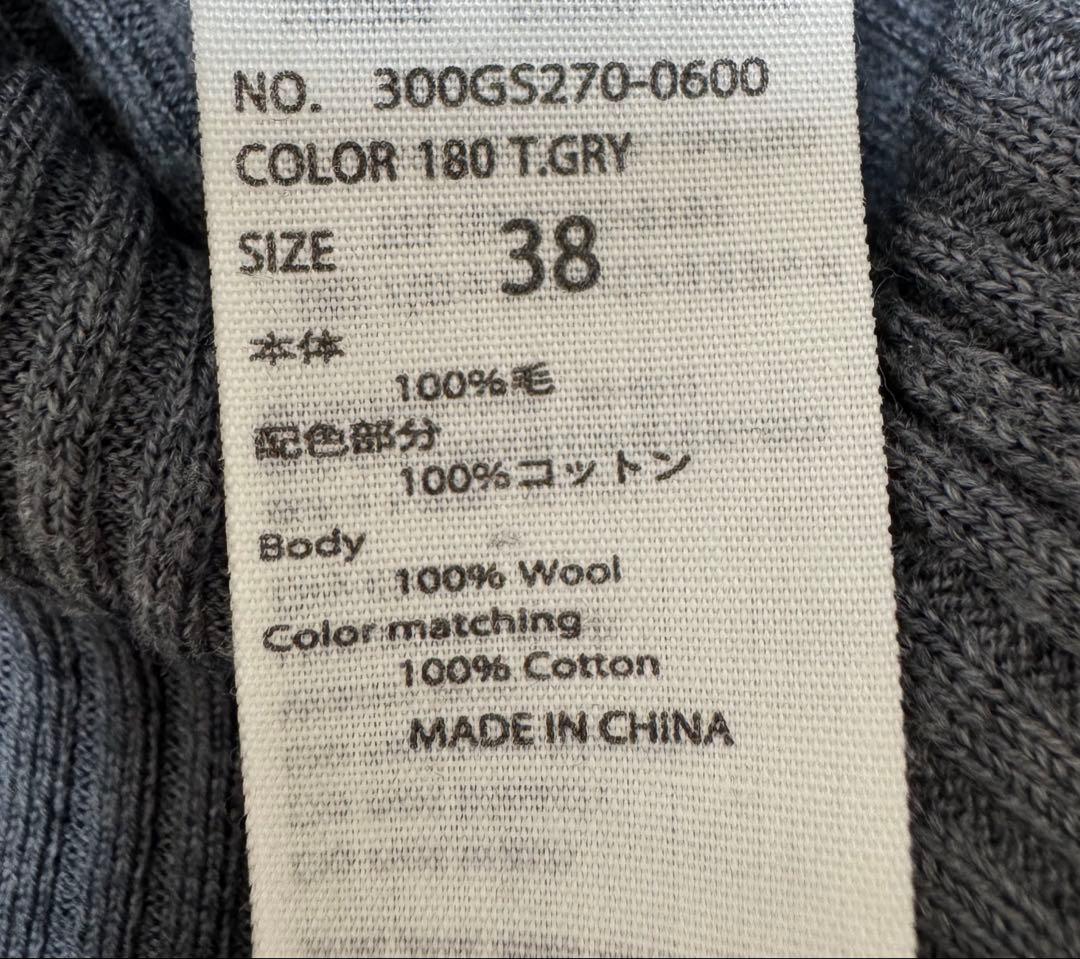 NO. 300GS270-0600
COLOR 180 T.GRY
SIZE 38
本体
100%毛
配色部分
100%コットン
Body
100% Wool
Color matching
100% Cotton
MADE IN CHINA